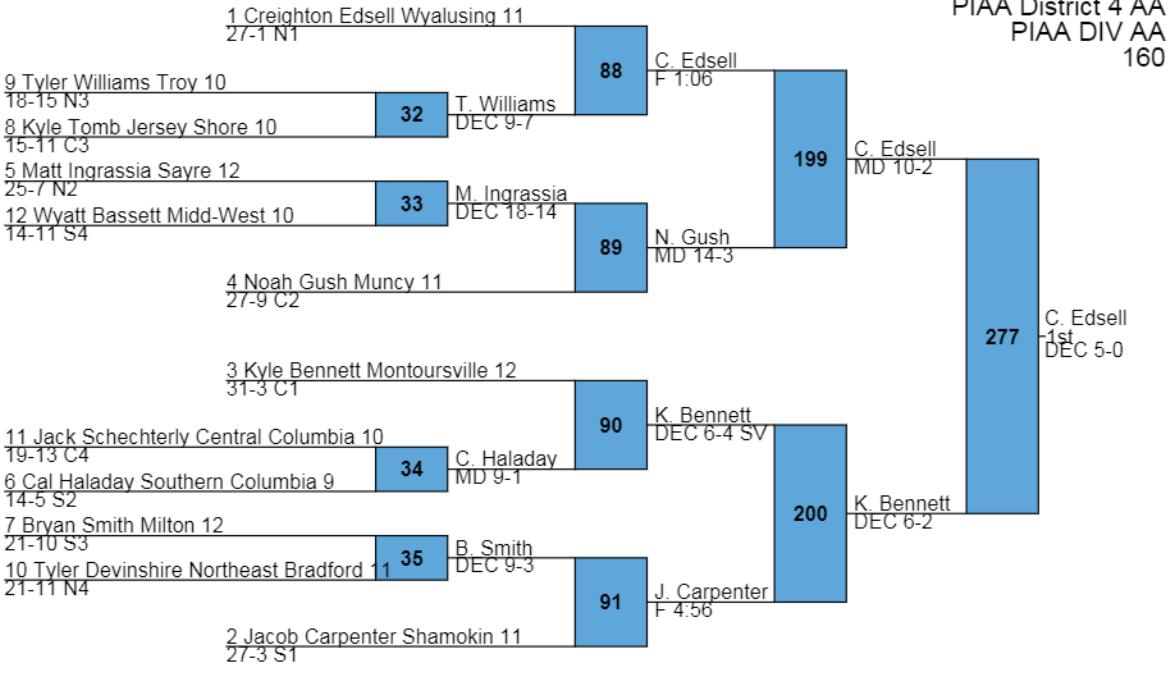 PIAA District 4 AA
PIAA DIV AA
160
1 Creighton Edsell Wyalusing 11
27-1 N1
88
C. Edsell
F 1:06
9 Tyler Williams Troy 10
18-15 N3
32
T. Williams
DEC 9-7
8 Kyle Tomb Jersey Shore 10
15-11 C3
199
C. Edsell
MD 10-2
5 Matt Ingrassia Sayre 12
25-7 N2
33
M. Ingrassia
DEC 18-14
12 Wyatt Bassett Midd-West 10
14-11 S4
89
N. Gush
MD 14-3
4 Noah Gush Muncy 11
27-9 C2
277
C. Edsell
1st
DEC 5-0
3 Kyle Bennett Montoursville 12
31-3 C1
90
K. Bennett
DEC 6-4 SV
11 Jack Schechterly Central Columbia 10
19-13 C4
34
C. Haladay
MD 9-1
6 Cal Haladay Southern Columbia 9
14-5 S2
200
K. Bennett
DEC 6-2
7 Bryan Smith Milton 12
21-10 S3
35
B. Smith
DEC 9-3
10 Tyler Devinshire Northeast Bradford 11
21-11 N4
91
J. Carpenter
F 4:56
2 Jacob Carpenter Shamokin 11
27-3 S1